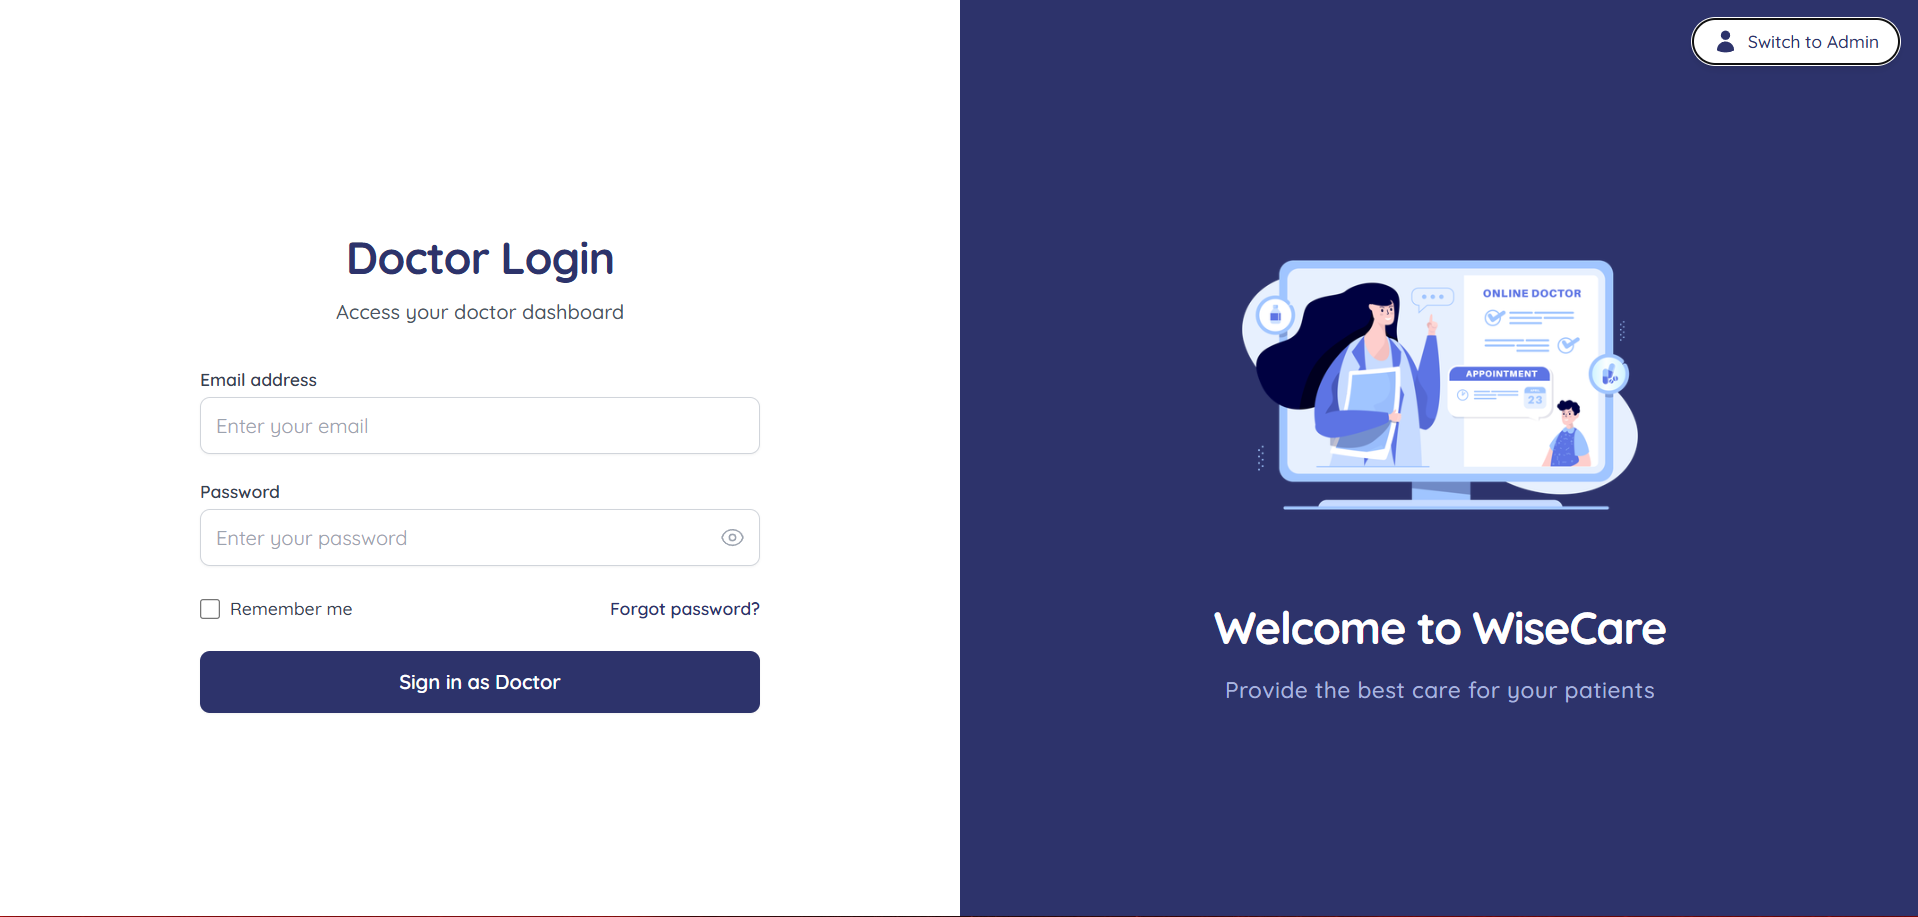 Doctor Login
Access your doctor dashboard
Email address
Enter your email
Password
Enter your password
Remember me
Forgot password?
Sign in as Doctor
Switch to Admin
ONLINE DOCTOR
APPOINTMENT
23
Welcome to WiseCare
Provide the best care for your patients